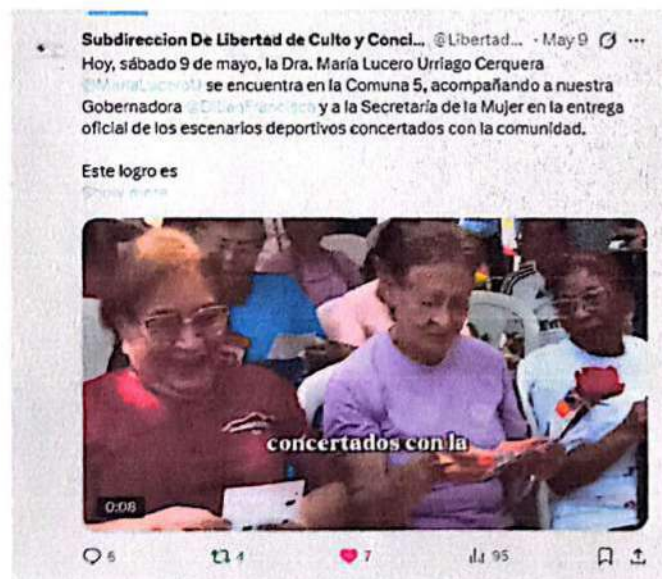 Subdireccion De Libertad de Culto y Conci... @Libertad... · May 9 ...
Hoy, sábado 9 de mayo, la Dra. María Lucero Urriago Cerquera
@MariaLuceroU se encuentra en la Comuna 5, acompañando a nuestra
Gobernadora y a la Secretaría de la Mujer en la entrega
oficial de los escenarios deportivos concertados con la comunidad.
Este logro es
Show more
concertados con la
0:08
6 4 7 95